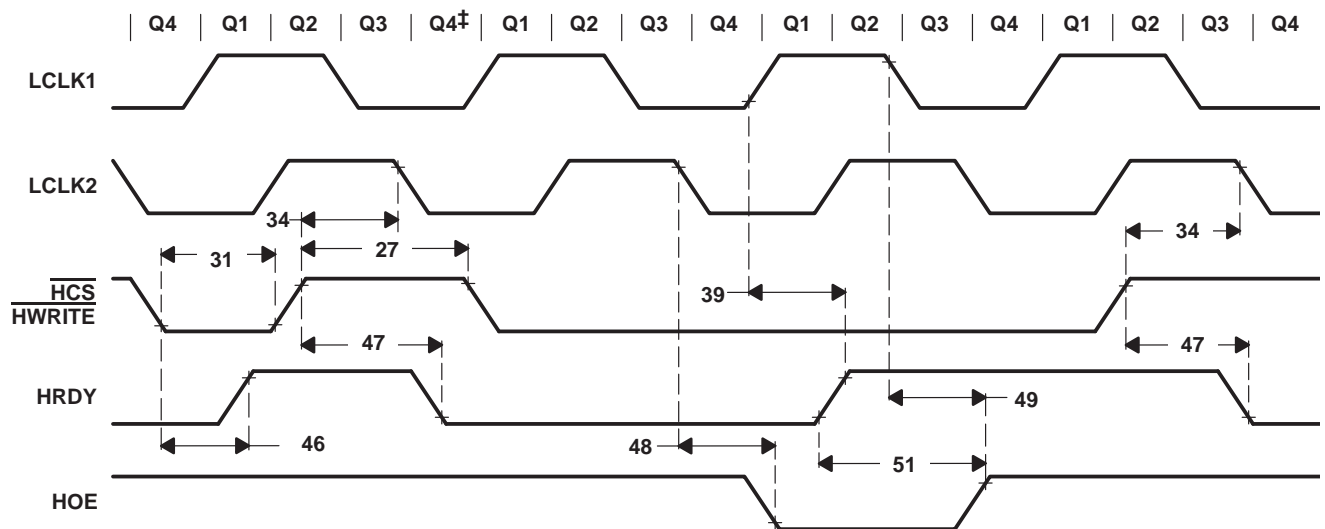 Q4 Q1 Q2 Q3 Q4‡ Q1 Q2 Q3 Q4 Q1 Q2 Q3 Q4 Q1 Q2 Q3 Q4
LCLK1
LCLK2
34
34
31
27
HCS
HWRITE
39
47
47
HRDY
49
46
48
51
HOE